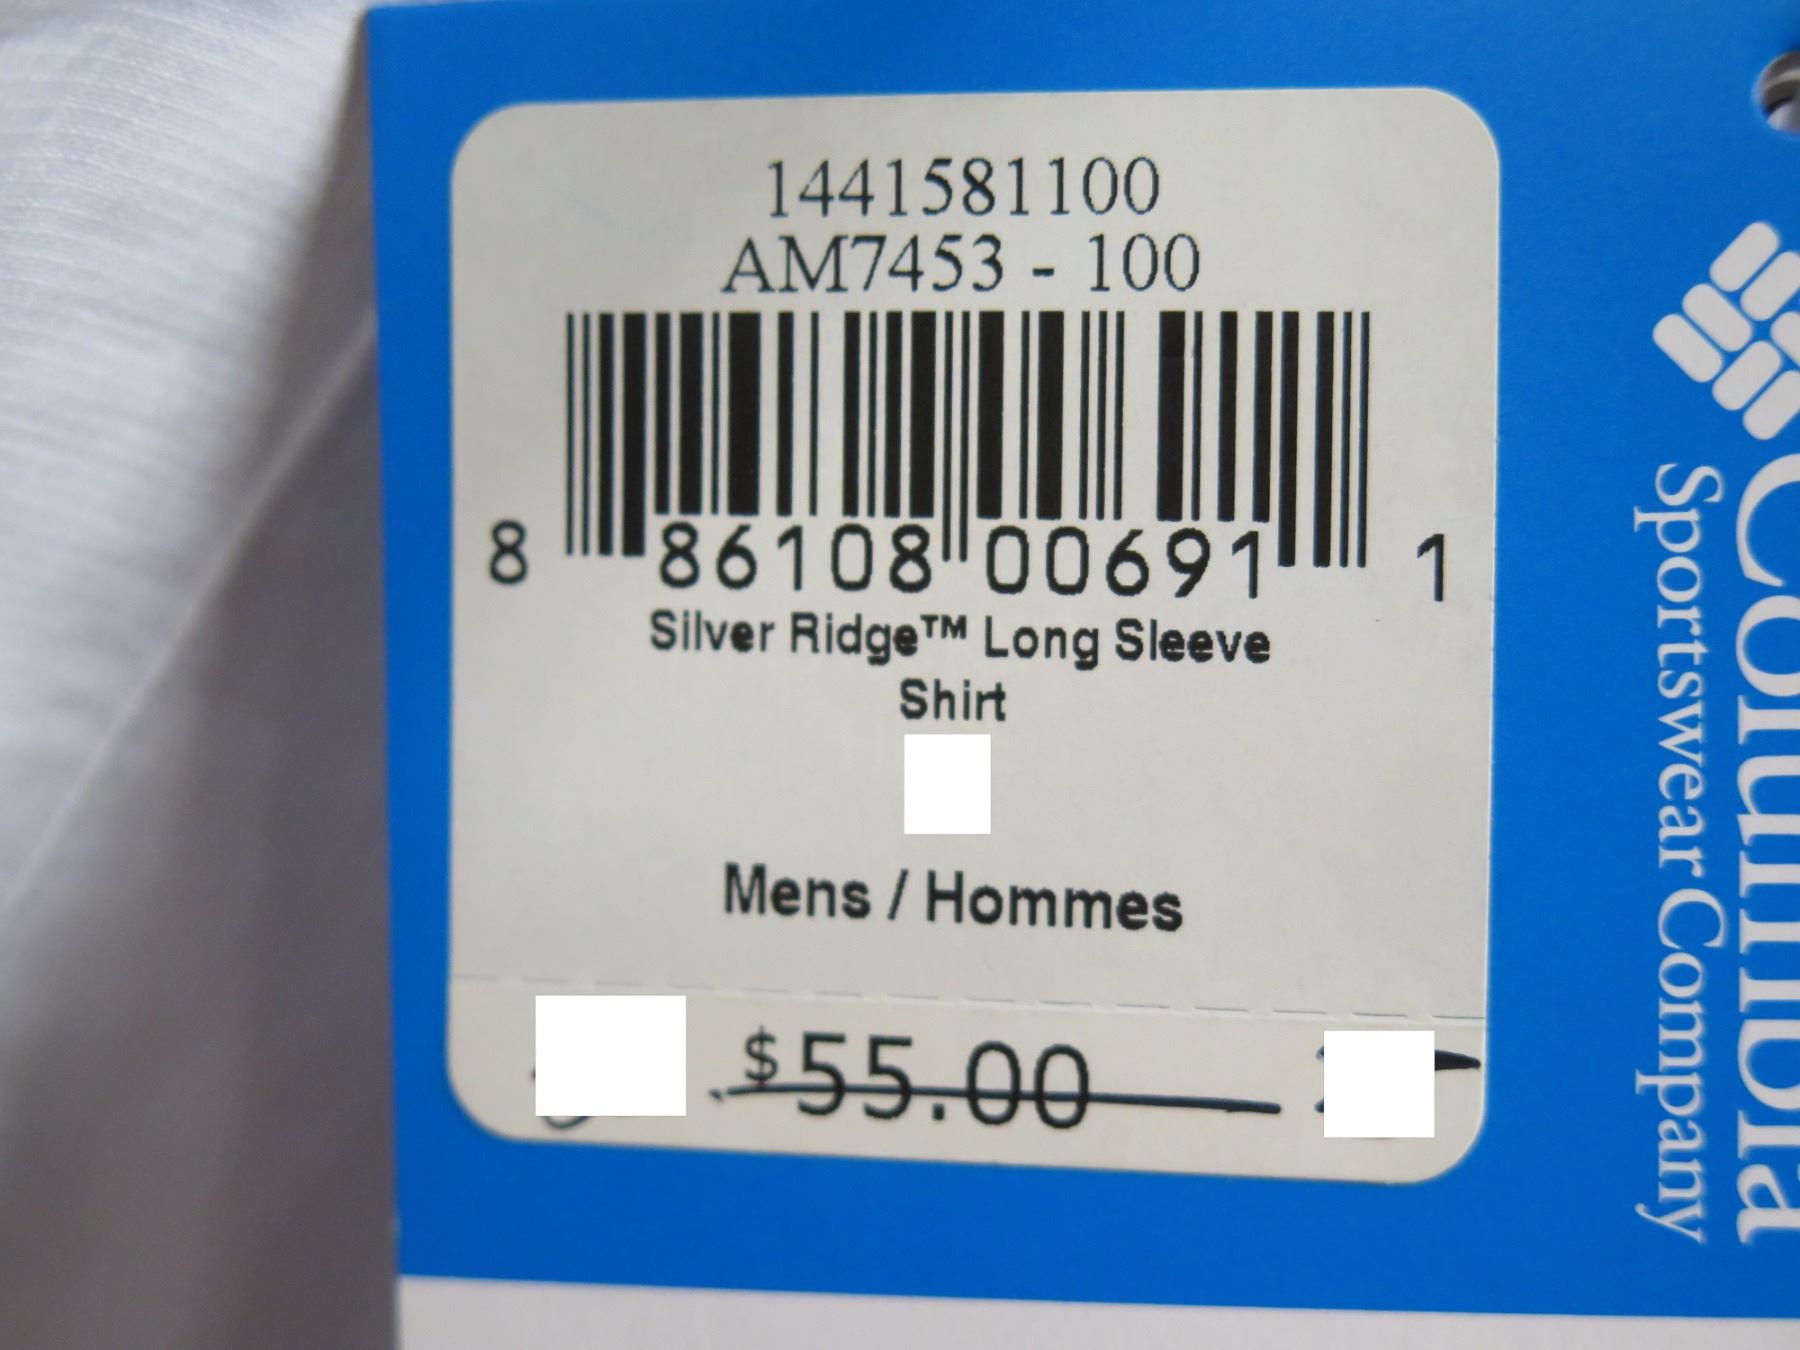 1441581100
AM7453 - 100
8 86108 00691 1
Silver Ridge™ Long Sleeve
Shirt
Mens / Hommes
$55.00
Columbia
Sportswear Company